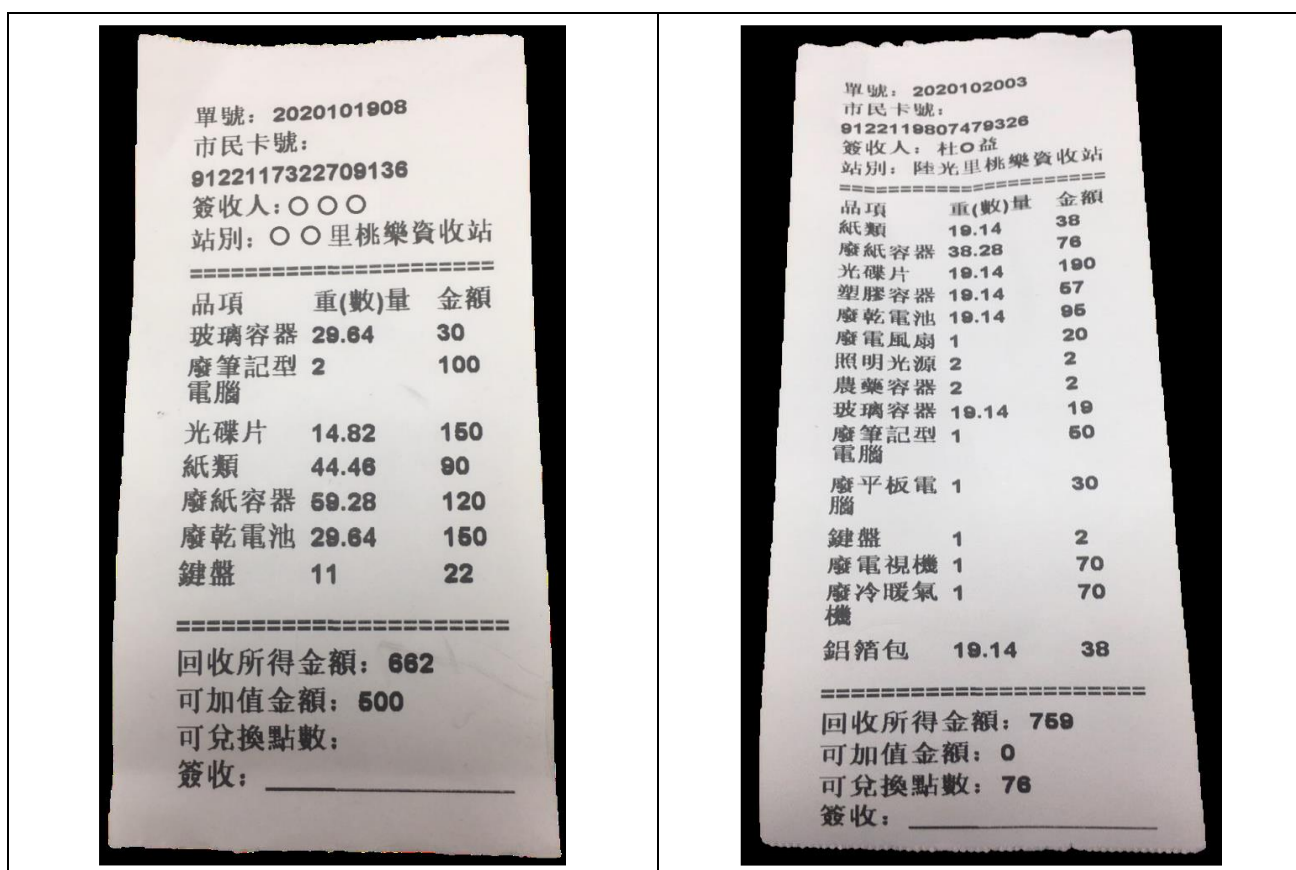 單號：2020101908
市民卡號：
9122117322709136
簽收人：○○○
站別：○○里桃樂資收站
=======================
品項 重(數)量 金額
玻璃容器 29.64 30
廢筆記型 2 100
電腦
光碟片 14.82 150
紙類 44.46 90
廢紙容器 59.28 120
廢乾電池 29.64 150
鍵盤 11 22
=======================
回收所得金額：662
可加值金額：500
可兌換點數：
簽收：
單號：2020102003
市民卡號：
9122119807479326
簽收人：杜O益
站別：陸光里桃樂資收站
=======================
品項 重(數)量 金額
紙類 19.14 38
廢紙容器 38.28 76
光碟片 19.14 190
塑膠容器 19.14 57
廢乾電池 19.14 95
廢電風扇 1 20
照明光源 2 2
農藥容器 2 2
玻璃容器 19.14 19
廢筆記型 1 50
電腦
廢平板電 1 30
腦
鍵盤 1 2
廢電視機 1 70
廢冷暖氣 1 70
機
鋁箔包 19.14 38
=======================
回收所得金額：759
可加值金額：0
可兌換點數：76
簽收：